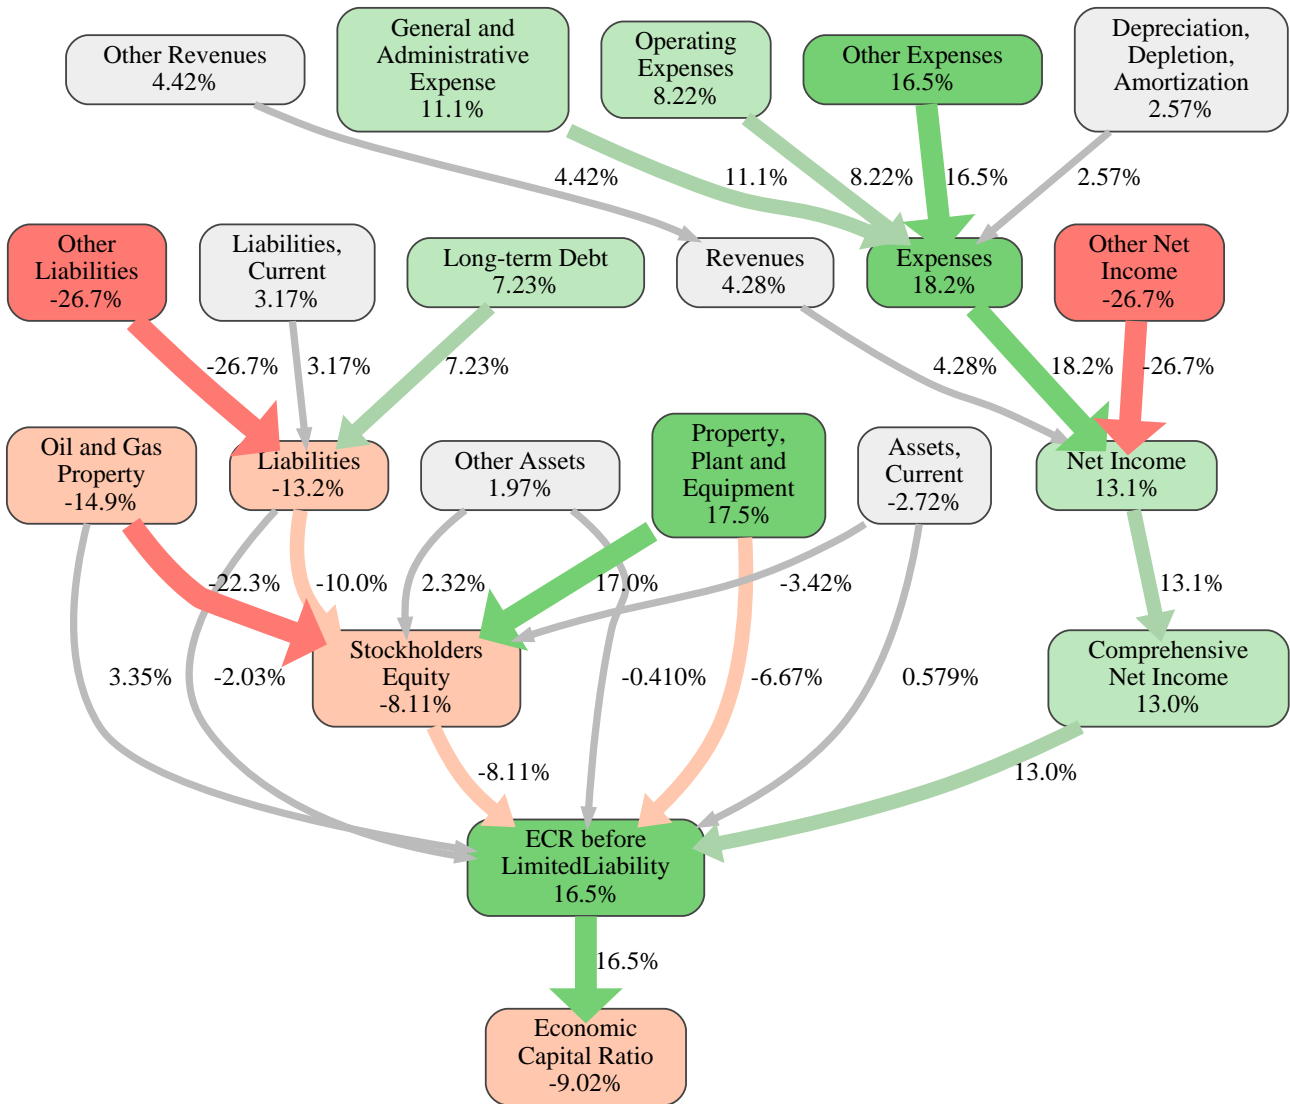 Other Revenues
4.42%
General and
Administrative
Expense
11.1%
Operating
Expenses
8.22%
Other Expenses
16.5%
Depreciation,
Depletion,
Amortization
2.57%
4.42%
11.1%
8.22%
16.5%
2.57%
Other
Liabilities
-26.7%
Liabilities,
Current
3.17%
Long-term Debt
7.23%
Revenues
4.28%
Expenses
18.2%
Other Net
Income
-26.7%
-26.7%
3.17%
7.23%
4.28%
18.2%
-26.7%
Oil and Gas
Property
-14.9%
Liabilities
-13.2%
Other Assets
1.97%
Property,
Plant and
Equipment
17.5%
Assets,
Current
-2.72%
Net Income
13.1%
-22.3%
-10.0%
2.32%
17.0%
-3.42%
13.1%
3.35%
-2.03%
Stockholders
Equity
-8.11%
-0.410%
-6.67%
0.579%
Comprehensive
Net Income
13.0%
-8.11%
13.0%
ECR before
LimitedLiability
16.5%
16.5%
Economic
Capital Ratio
-9.02%